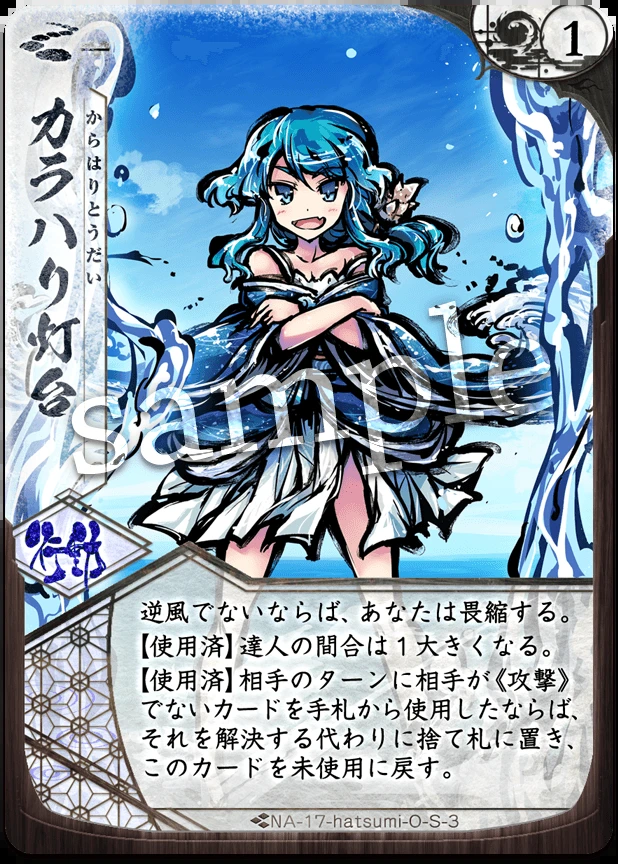 1
カラハリ灯台
からはりとうだい
sample
行動
逆風でないならば、あなたは畏縮する。
【使用済】達人の間合は1大きくなる。
【使用済】相手のターンに相手が《攻撃》
でないカードを手札から使用したならば、
それを解決する代わりに捨て札に置き、
このカードを未使用に戻す。
NA-17-hatsumi-O-S-3